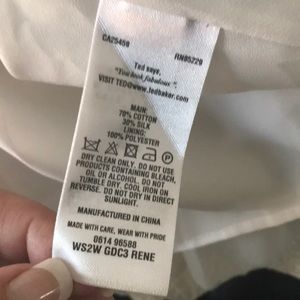 CA25458 RN95229
Ted says,
"You look fabulous".
VISIT TED@www.tedbaker.com
MAIN:
70% COTTON
30% SILK
LINING:
100% POLYESTER
DRY CLEAN ONLY. DO NOT USE
PRODUCTS CONTAINING BLEACH,
OIL OR ALCOHOL. DO NOT
TUMBLE DRY. COOL IRON ON
REVERSE. DO NOT DRY IN DIRECT
SUNLIGHT.
MANUFACTURED IN CHINA
MADE WITH CARE, WEAR WITH PRIDE
0614 96588
WS2W GDC3 RENE